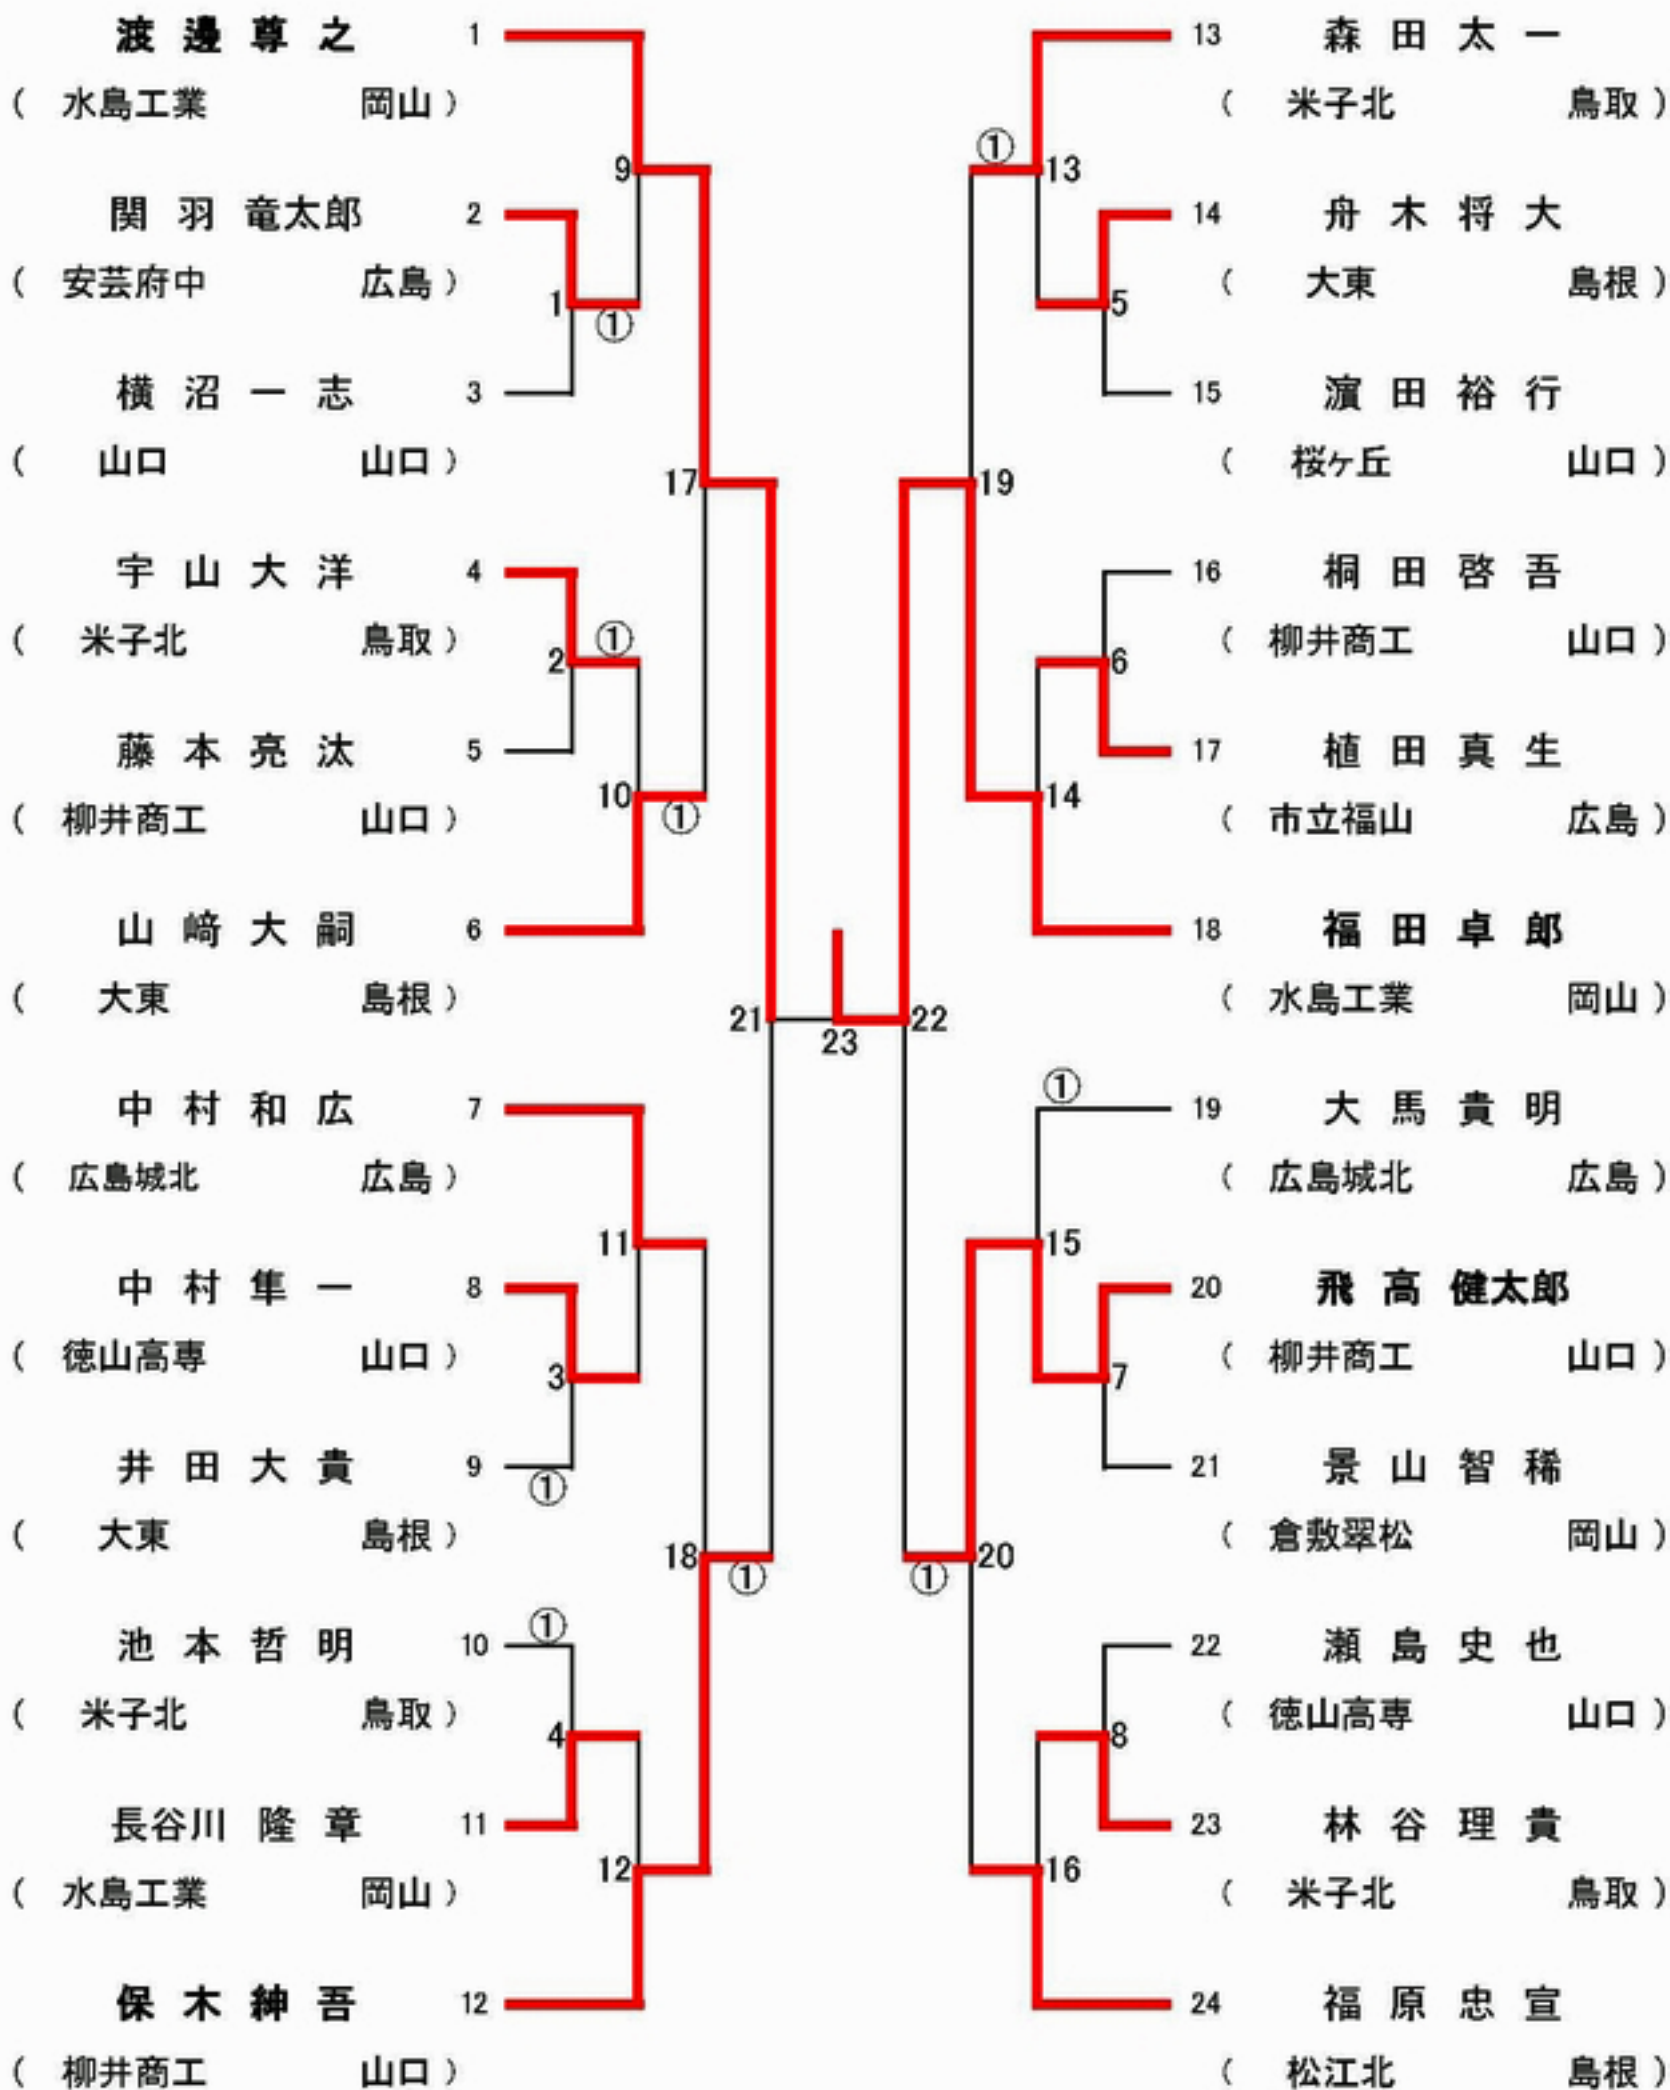 渡邊尊之 1
( 水島工業 岡山 )
関羽 竜太郎 2
( 安芸府中 広島 )
横沼一志 3
( 山口 山口 )
宇山大洋 4
( 米子北 鳥取 )
藤本亮汰 5
( 柳井商工 山口 )
山﨑大嗣 6
( 大東 島根 )
中村和広 7
( 広島城北 広島 )
中村隼一 8
( 徳山高専 山口 )
井田大貴 9
( 大東 島根 )
池本哲明 10
( 米子北 鳥取 )
長谷川隆章 11
( 水島工業 岡山 )
保木紳吾 12
( 柳井商工 山口 )
9
1
①
17
2
①
10
①
21
11
3
①
18
①
①
4
12
23
①
13
5
19
6
14
22
①
15
7
①
20
8
16
13 森田太一
( 米子北 鳥取 )
14 舟木将大
( 大東 島根 )
15 濵田裕行
( 桜ヶ丘 山口 )
16 桐田啓吾
( 柳井商工 山口 )
17 植田真生
( 市立福山 広島 )
18 福田卓郎
( 水島工業 岡山 )
19 大馬貴明
( 広島城北 広島 )
20 飛高 健太郎
( 柳井商工 山口 )
21 景山智稀
( 倉敷翠松 岡山 )
22 瀬島史也
( 徳山高専 山口 )
23 林谷理貴
( 米子北 鳥取 )
24 福原忠宣
( 松江北 島根 )